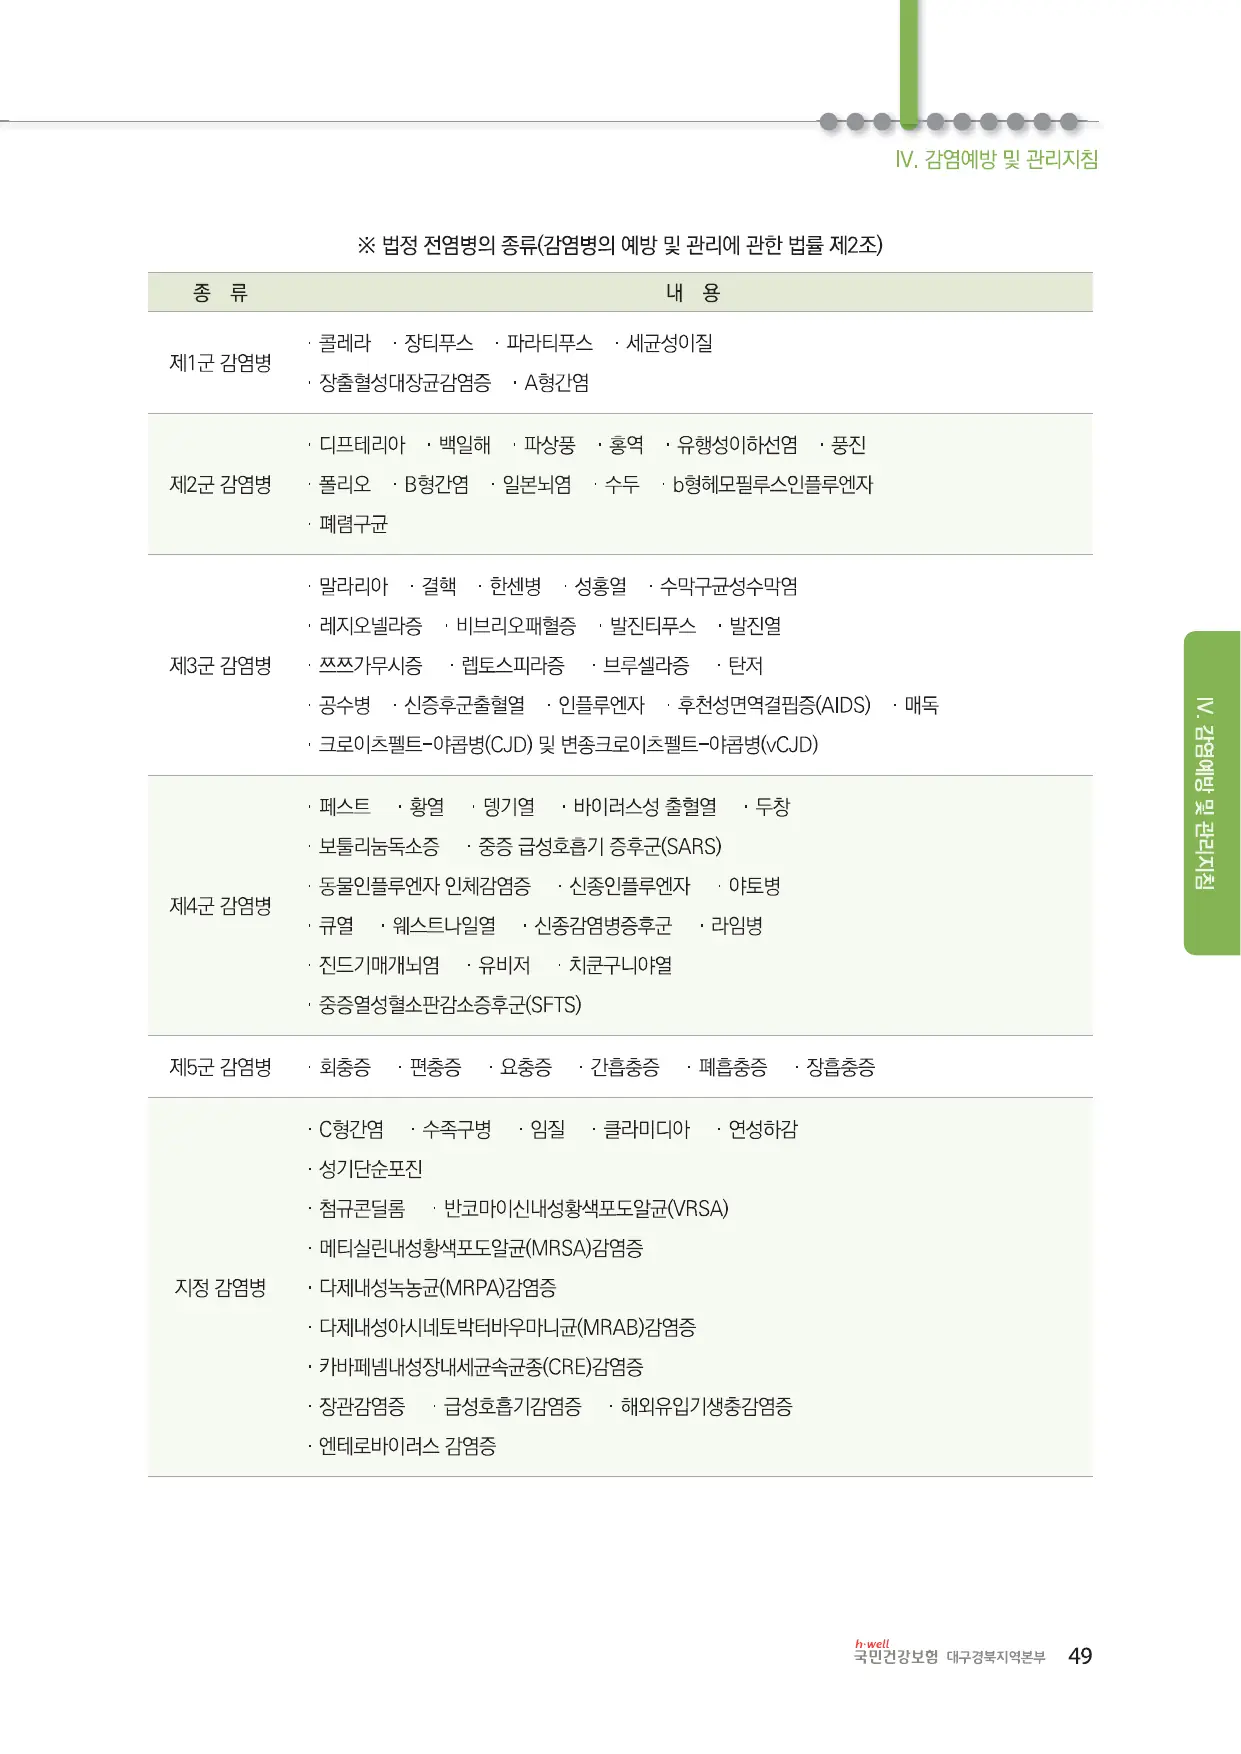 IV. 감염예방 및 관리지침
※ 법정 전염병의 종류(감염병의 예방 및 관리에 관한 법률 제2조)
종 류 내 용
제1군 감염병
· 콜레라 · 장티푸스 · 파라티푸스 · 세균성이질
· 장출혈성대장균감염증 · A형간염
제2군 감염병
· 디프테리아 · 백일해 · 파상풍 · 홍역 · 유행성이하선염 · 풍진
· 폴리오 · B형간염 · 일본뇌염 · 수두 · b형헤모필루스인플루엔자
· 폐렴구균
제3군 감염병
· 말라리아 · 결핵 · 한센병 · 성홍열 · 수막구균성수막염
· 레지오넬라증 · 비브리오패혈증 · 발진티푸스 · 발진열
· 쯔쯔가무시증 · 렙토스피라증 · 브루셀라증 · 탄저
· 공수병 · 신증후군출혈열 · 인플루엔자 · 후천성면역결핍증(AIDS) · 매독
· 크로이츠펠트-야콥병(CJD) 및 변종크로이츠펠트-야콥병(vCJD)
제4군 감염병
· 페스트 · 황열 · 뎅기열 · 바이러스성 출혈열 · 두창
· 보툴리눔독소증 · 중증 급성호흡기 증후군(SARS)
· 동물인플루엔자 인체감염증 · 신종인플루엔자 · 야토병
· 큐열 · 웨스트나일열 · 신종감염병증후군 · 라임병
· 진드기매개뇌염 · 유비저 · 치쿤구니야열
· 중증열성혈소판감소증후군(SFTS)
제5군 감염병 · 회충증 · 편충증 · 요충증 · 간흡충증 · 폐흡충증 · 장흡충증
지정 감염병
· C형간염 · 수족구병 · 임질 · 클라미디아 · 연성하감
· 성기단순포진
· 첨규콘딜롬 · 반코마이신내성황색포도알균(VRSA)
· 메티실린내성황색포도알균(MRSA)감염증
· 다제내성녹농균(MRPA)감염증
· 다제내성아시네토박터바우마니균(MRAB)감염증
· 카바페넴내성장내세균속균종(CRE)감염증
· 장관감염증 · 급성호흡기감염증 · 해외유입기생충감염증
· 엔테로바이러스 감염증
IV. 감염예방 및 관리지침
h·well
국민건강보험 대구경북지역본부 49